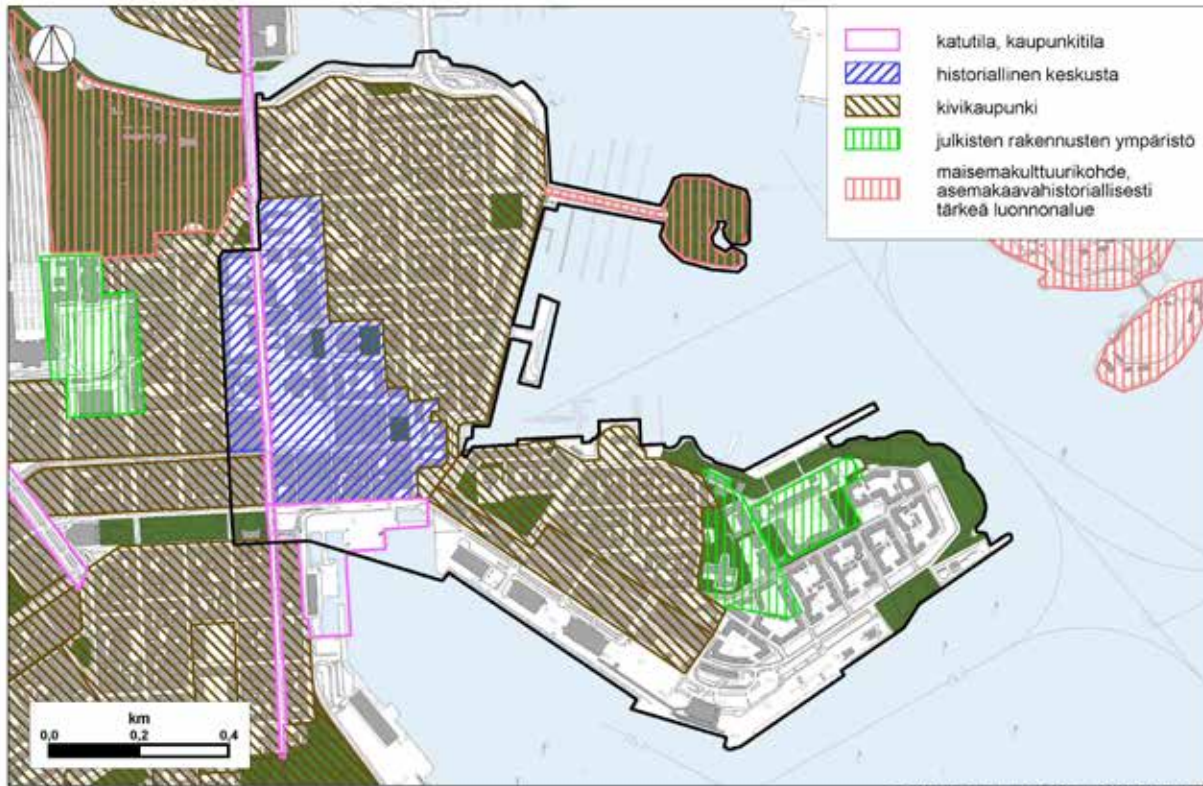 katutila, kaupunkitila
historiallinen keskusta
kivikaupunki
julkisten rakennusten ympäristö
maisemakulttuurikohde,
asemakaavahistoriallisesti
tärkeä luonnonalue
km
0,0 0,2 0,4